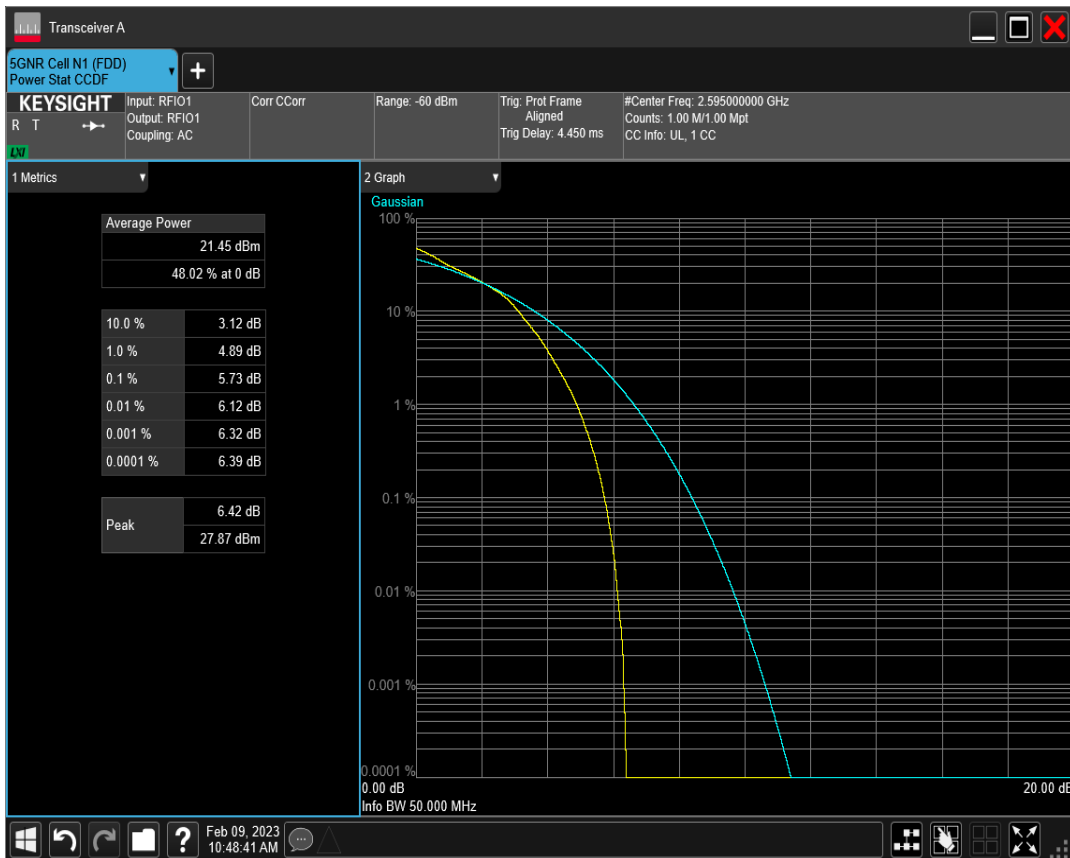 Transceiver A
5GNR Cell N1 (FDD)
Power Stat CCDF
KEYSIGHT
R T
LXI
Input: RFIO1
Output: RFIO1
Coupling: AC
Corr CCorr
Range: -60 dBm
Trig: Prot Frame
Aligned
Trig Delay: 4.450 ms
#Center Freq: 2.595000000 GHz
Counts: 1.00 M/1.00 Mpt
CC Info: UL, 1 CC
1 Metrics
Average Power
21.45 dBm
48.02 % at 0 dB
10.0 % 3.12 dB
1.0 % 4.89 dB
0.1 % 5.73 dB
0.01 % 6.12 dB
0.001 % 6.32 dB
0.0001 % 6.39 dB
Peak
6.42 dB
27.87 dBm
2 Graph
Gaussian
100 %
10 %
1 %
0.1 %
0.01 %
0.001 %
0.0001 %
0.00 dB
20.00 dB
Info BW 50.000 MHz
?
Feb 09, 2023
10:48:41 AM